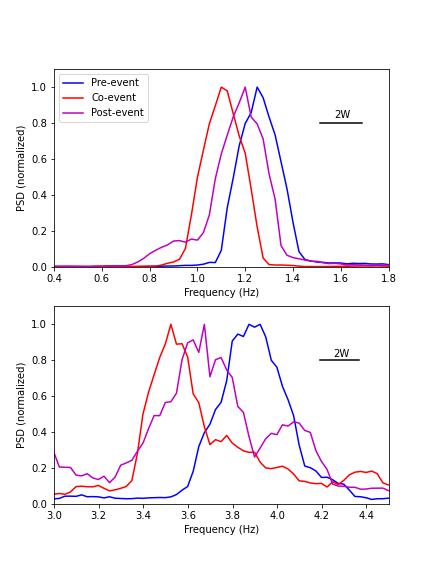 PSD (normalized)
1.0
0.8
0.6
0.4
0.2
0.0
Pre-event
Co-event
Post-event
2W
0.4 0.6 0.8 1.0 1.2 1.4 1.6 1.8
Frequency (Hz)
PSD (normalized)
1.0
0.8
0.6
0.4
0.2
0.0
2W
3.0 3.2 3.4 3.6 3.8 4.0 4.2 4.4
Frequency (Hz)